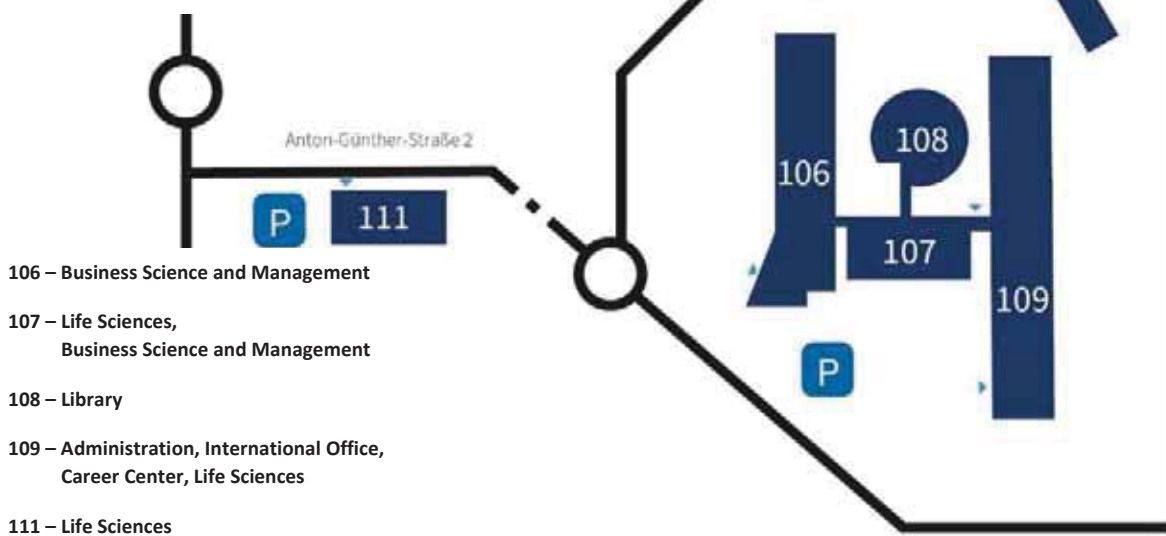 Anton-Günther-Straße 2
P
111
106
108
107
109
P
106 – Business Science and Management
107 – Life Sciences,
Business Science and Management
108 – Library
109 – Administration, International Office,
Career Center, Life Sciences
111 – Life Sciences